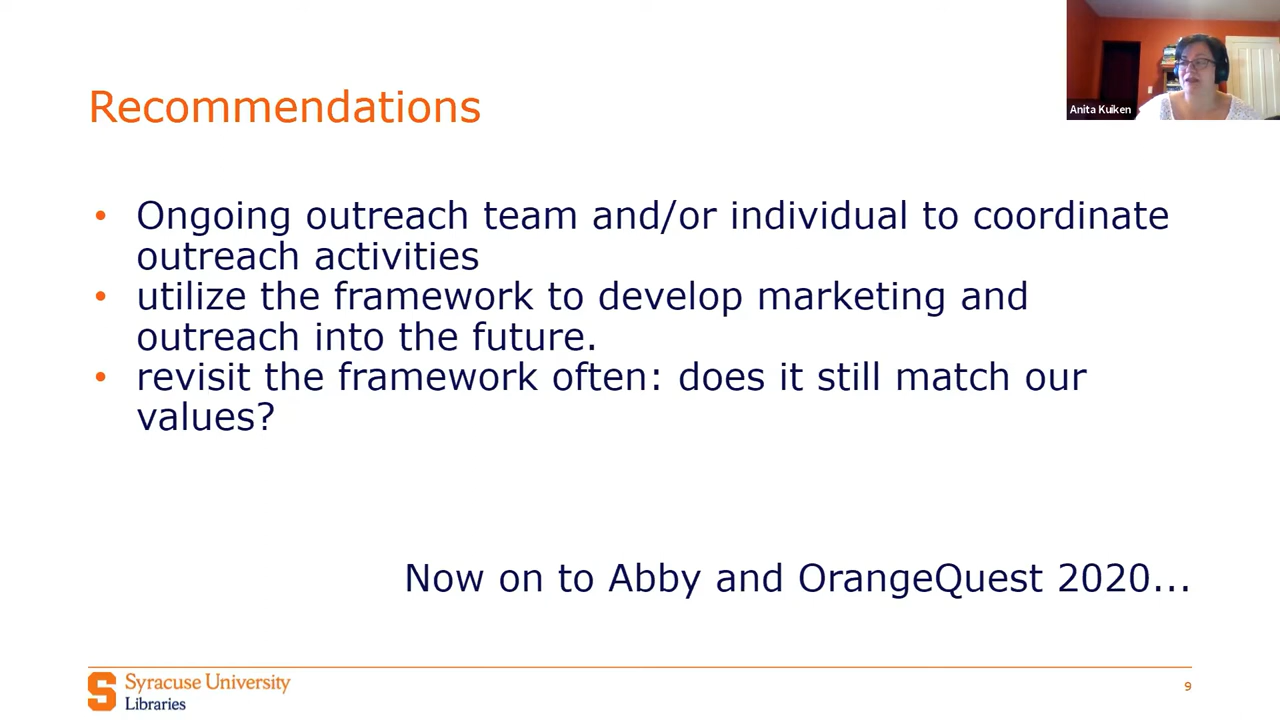 Recommendations
Anita Kuiken
• Ongoing outreach team and/or individual to coordinate
outreach activities
• utilize the framework to develop marketing and
outreach into the future.
• revisit the framework often: does it still match our
values?
Now on to Abby and OrangeQuest 2020...
S Syracuse University
Libraries
9